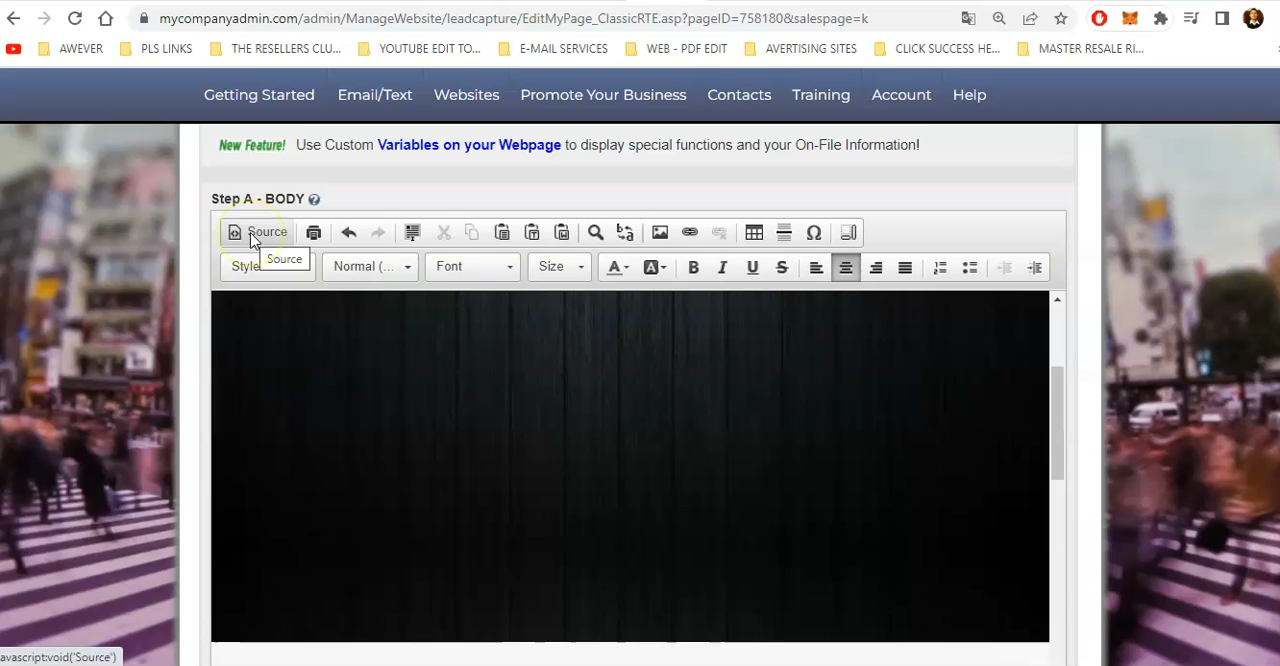 mycompanyadmin.com/admin/ManageWebsite/leadcapture/EditMyPage_ClassicRTE.asp?pageID=758180&salespage=k
AWEVER PLS LINKS THE RESELLERS CLU... YOUTUBE EDIT TO... E-MAIL SERVICES WEB - PDF EDIT AVERTISING SITES CLICK SUCCESS HE... MASTER RESALE RI...
Getting Started Email/Text Websites Promote Your Business Contacts Training Account Help
New Feature! Use Custom Variables on your Webpage to display special functions and your On-File Information!
Step A - BODY
Source
Source
Style Normal (... Font Size A A B I U S
avascript:void('Source')